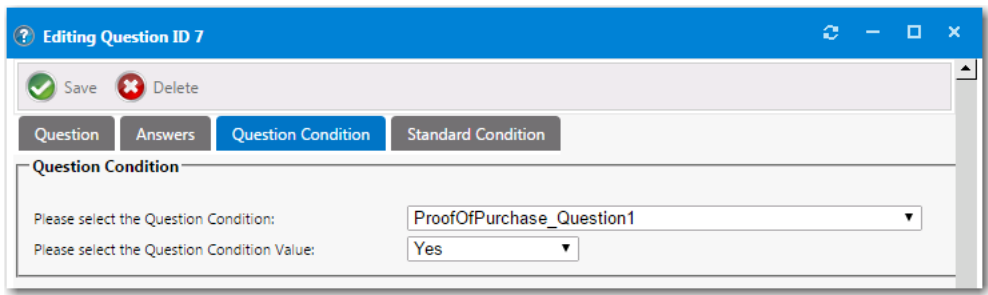 Editing Question ID 7
Save Delete
Question Answers Question Condition Standard Condition
Question Condition
Please select the Question Condition: ProofOfPurchase_Question1
Please select the Question Condition Value: Yes